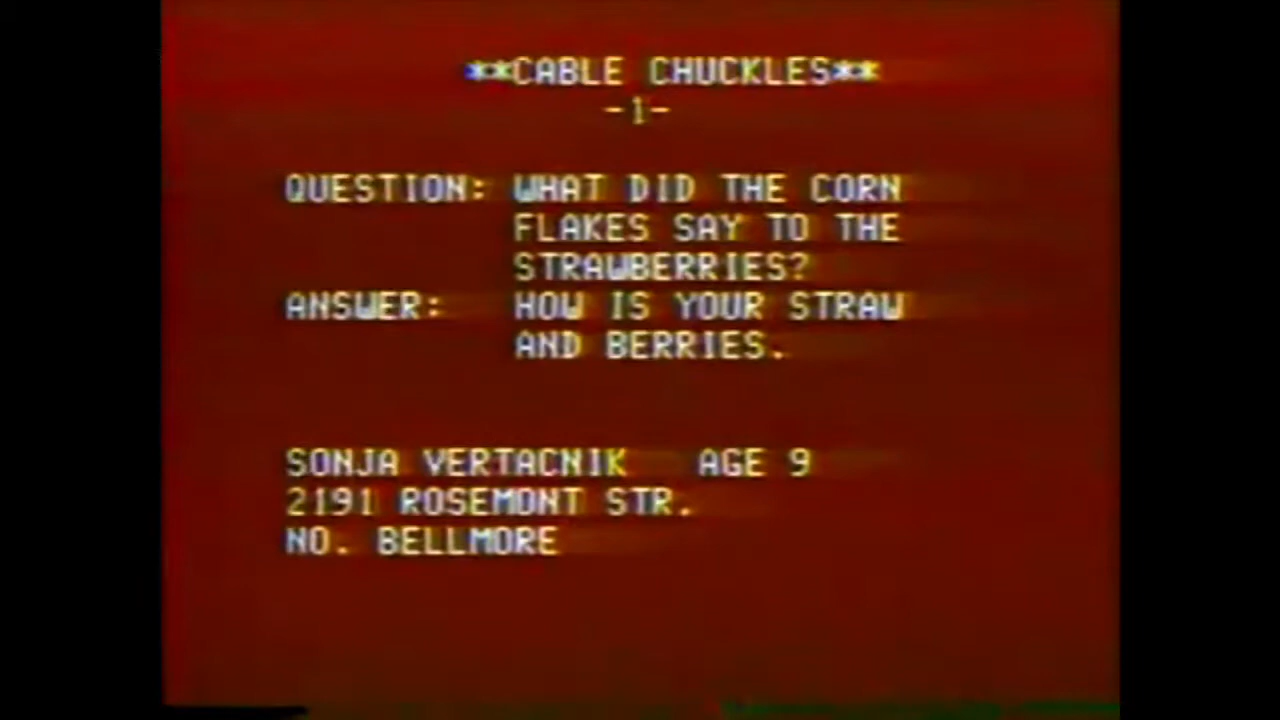 **CABLE CHUCKLES**
-1-
QUESTION: WHAT DID THE CORN
FLAKES SAY TO THE
STRAWBERRIES?
ANSWER: HOW IS YOUR STRAW
AND BERRIES.
SONJA VERTACNIK AGE 9
2191 ROSEMONT STR.
NO. BELLMORE